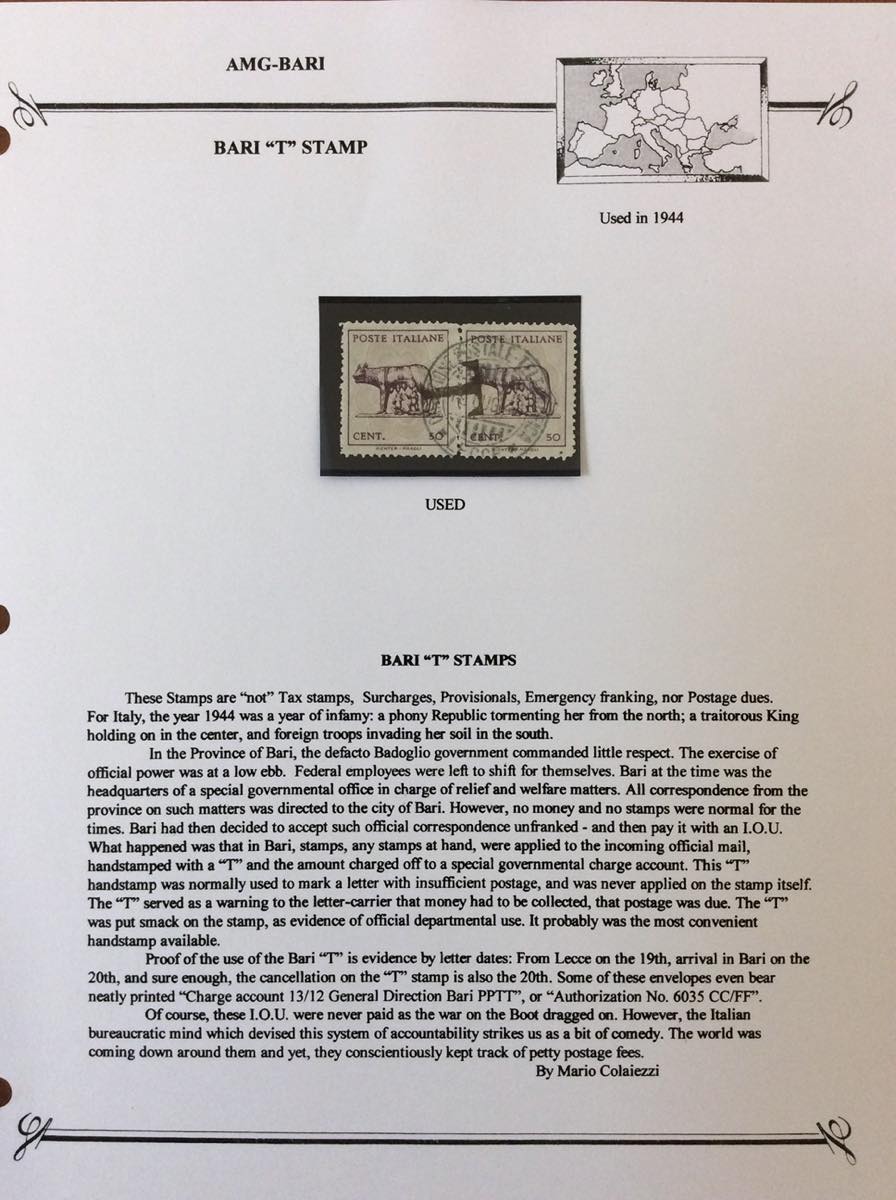 AMG-BARI
BARI “T” STAMP
Used in 1944
POSTE ITALIANE POSTE ITALIANE
CENT. 50 CENT. 50
USED
BARI “T” STAMPS
These Stamps are “not” Tax stamps, Surcharges, Provisionals, Emergency franking, nor Postage dues.
For Italy, the year 1944 was a year of infamy: a phony Republic tormenting her from the north; a traitorous King
holding on in the center, and foreign troops invading her soil in the south.
In the Province of Bari, the defacto Badoglio government commanded little respect. The exercise of
official power was at a low ebb. Federal employees were left to shift for themselves. Bari at the time was the
headquarters of a special governmental office in charge of relief and welfare matters. All correspondence from the
province on such matters was directed to the city of Bari. However, no money and no stamps were normal for the
times. Bari had then decided to accept such official correspondence unfranked - and then pay it with an I.O.U.
What happened was that in Bari, stamps, any stamps at hand, were applied to the incoming official mail,
handstamped with a “T” and the amount charged off to a special governmental charge account. This “T”
handstamp was normally used to mark a letter with insufficient postage, and was never applied on the stamp itself.
The “T” served as a warning to the letter-carrier that money had to be collected, that postage was due. The “T”
was put smack on the stamp, as evidence of official departmental use. It probably was the most convenient
handstamp available.
Proof of the use of the Bari “T” is evidence by letter dates: From Lecce on the 19th, arrival in Bari on the
20th, and sure enough, the cancellation on the “T” stamp is also the 20th. Some of these envelopes even bear
neatly printed “Charge account 13/12 General Direction Bari PPTT”, or “Authorization No. 6035 CC/FF”.
Of course, these I.O.U. were never paid as the war on the Boot dragged on. However, the Italian
bureaucratic mind which devised this system of accountability strikes us as a bit of comedy. The world was
coming down around them and yet, they conscientiously kept track of petty postage fees.
By Mario Colaiezzi